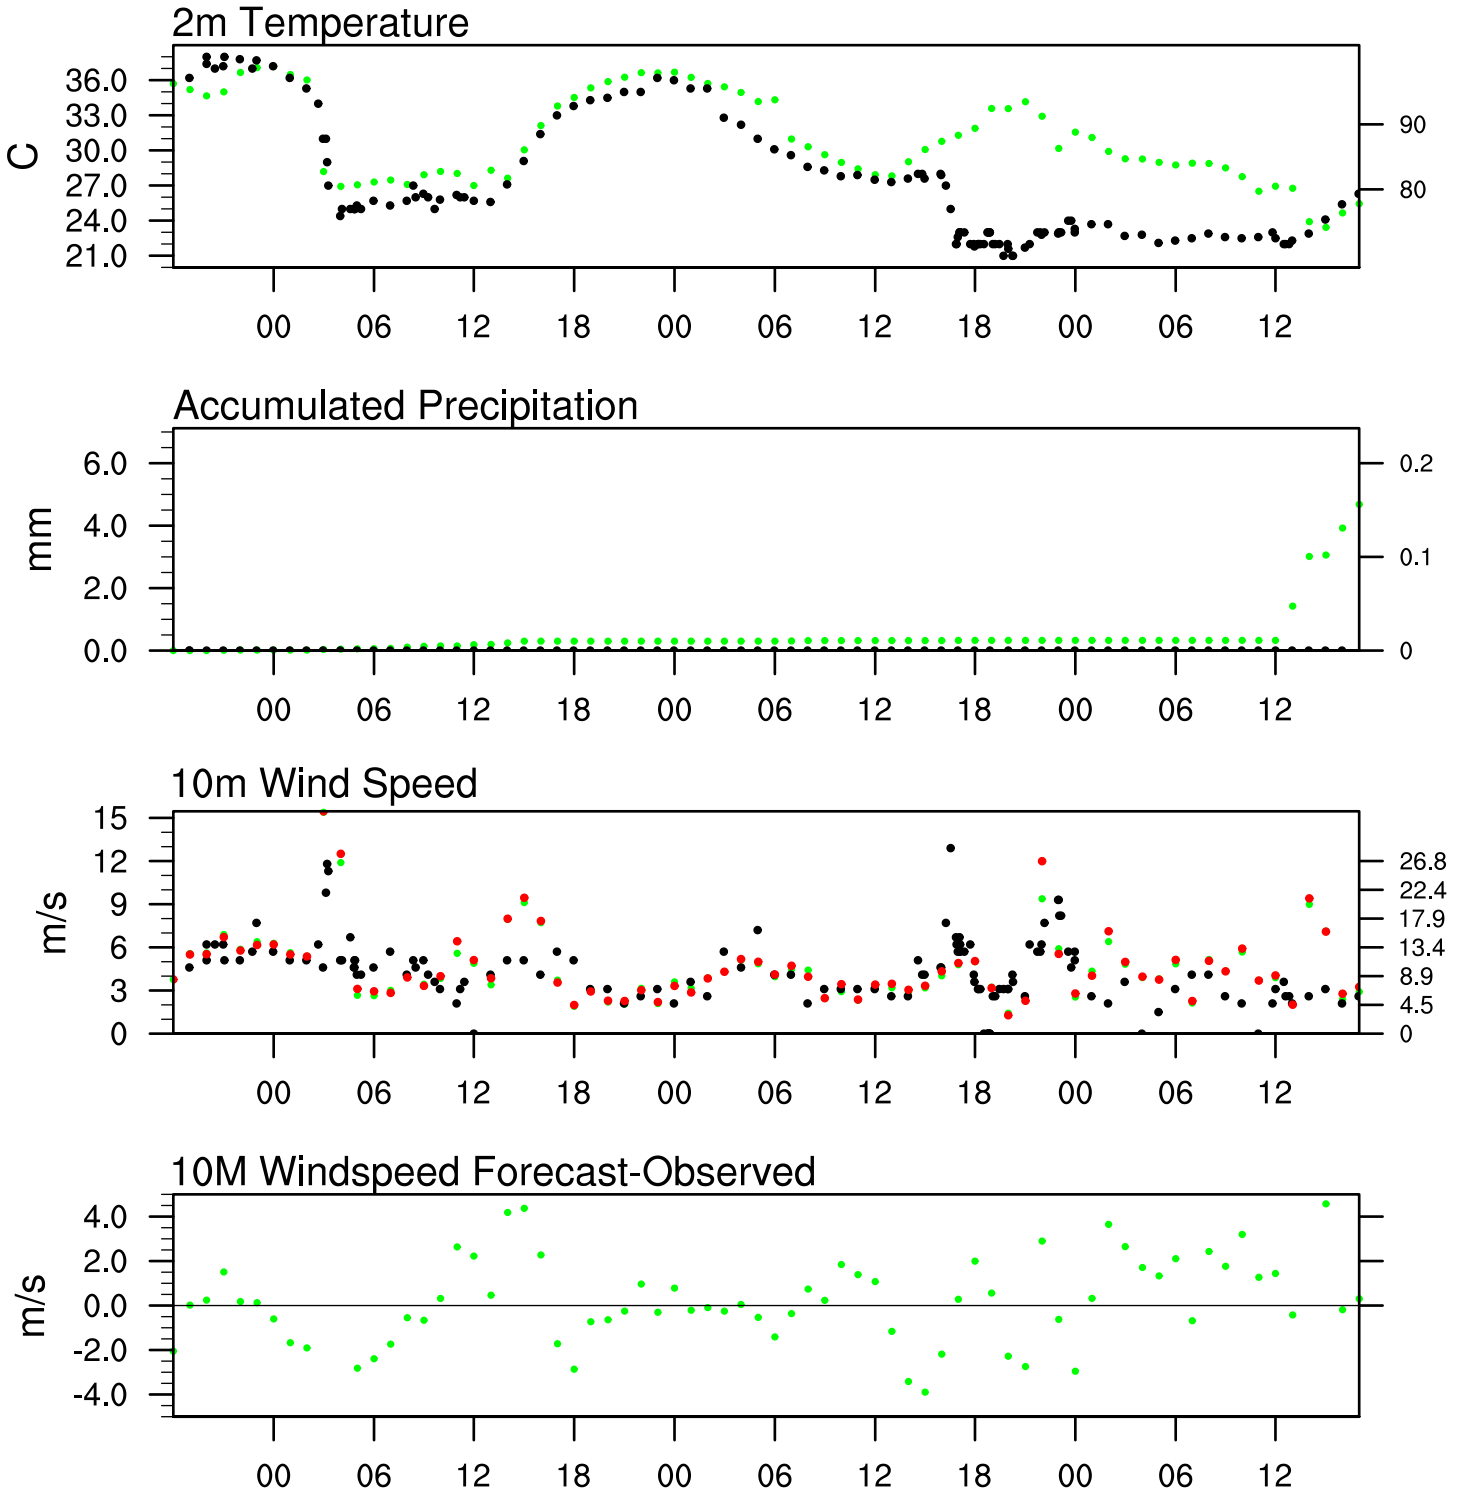 2m Temperature
36.0
33.0
30.0
27.0
24.0
21.0
C
90
80
00 06 12 18 00 06 12 18 00 06 12
Accumulated Precipitation
6.0
4.0
2.0
0.0
mm
0.2
0.1
0
00 06 12 18 00 06 12 18 00 06 12
10m Wind Speed
15
12
9
6
3
0
m/s
26.8
22.4
17.9
13.4
8.9
4.5
0
00 06 12 18 00 06 12 18 00 06 12
10M Windspeed Forecast-Observed
4.0
2.0
0.0
-2.0
-4.0
m/s
00 06 12 18 00 06 12 18 00 06 12